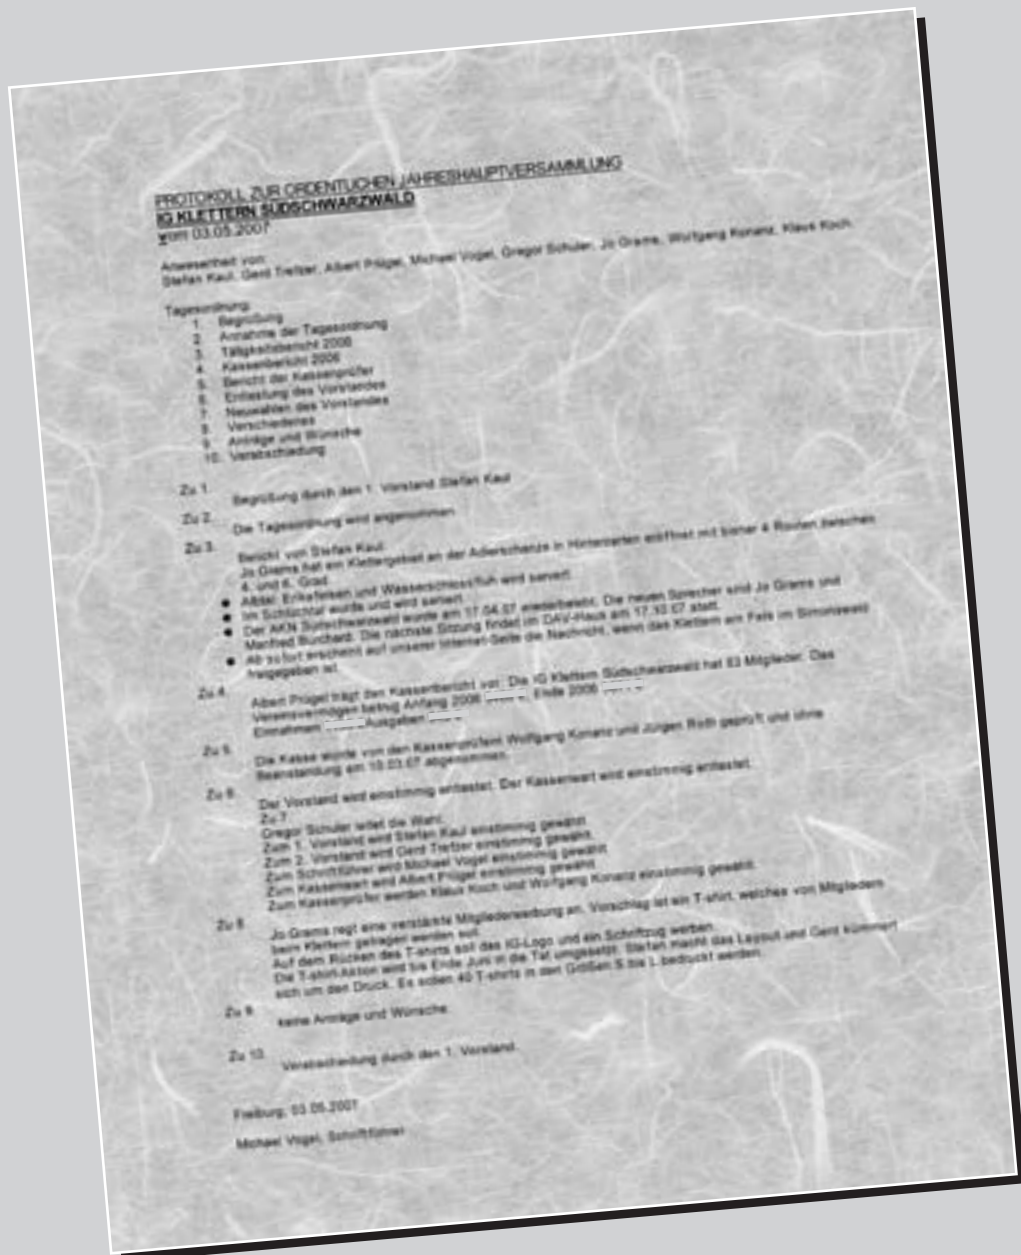 PROTOKOLL ZUR ORDENTLICHEN JAHRESHAUPTVERSAMMLUNG
IG KLETTERN SÜDSCHWARZWALD
vom 03.05.2007
Anwesenheit von:
Stefan Kaul, Gerd Tretzer, Albert Prügel, Michael Vogel, Gregor Schuler, Jo Grams, Wolfgang Konanz, Klaus Koch.
Tagesordnung:
1. Begrüßung
2. Annahme der Tagesordnung
3. Tätigkeitsbericht 2006
4. Kassenbericht 2006
5. Bericht der Kassenprüfer
6. Entlastung des Vorstandes
7. Neuwahlen des Vorstandes
8. Verschiedenes
9. Anträge und Wünsche
10. Verabschiedung
Zu 1.
Begrüßung durch den 1. Vorstand Stefan Kaul
Zu 2.
Die Tagesordnung wird angenommen.
Zu 3.
Bericht von Stefan Kaul:
Jo Grams hat ein Klettergebiet an der Adlerschanze in Hinterzarten eröffnet mit bisher 4 Routen zwischen
4. und 6. Grad.
● Albtal: und wird saniert.
● Im Schlüchttal wurde und wird saniert.
● Der AKN Südschwarzwald wurde am 17.04.07 wiederbelebt. Die neuen Sprecher sind Jo Grams und
Manfred Burchard. Die nächste Sitzung findet im DAV-Haus am 17.10.07 statt.
● Ab sofort erscheint auf unserer Internet-Seite die Nachricht, wenn das Klettern am Fels im Simonswald
freigegeben ist.
Zu 4.
Albert Prügel trägt den Kassenbericht vor: Die IG Klettern Südschwarzwald hat 83 Mitglieder. Das
Vereinsvermögen betrug Anfang 2006 Ende 2006
Einnahmen Ausgaben
Zu 5.
Die Kasse wurde von den Kassenprüfern Wolfgang Konanz und Jürgen Roth geprüft und ohne
Beanstandung am 10.03.07 abgenommen.
Zu 6.
Der Vorstand wird einstimmig entlastet. Der Kassenwart wird einstimmig entlastet.
Zu 7.
Gregor Schuler leitet die Wahl:
Zum 1. Vorstand wird Stefan Kaul einstimmig gewählt.
Zum 2. Vorstand wird Gerd Tretzer einstimmig gewählt.
Zum Schriftführer wird Michael Vogel einstimmig gewählt
Zum Kassenwart wird Albert Prügel einstimmig gewählt
Zum Kassenprüfer werden Klaus Koch und Wolfgang Konanz einstimmig gewählt.
Zu 8.
Jo Grams regt eine verstärkte Mitgliederwerbung an. Vorschlag ist ein T-shirt, welches von Mitgliedern
beim Klettern getragen werden soll.
Auf dem Rücken des T-shirts soll das IG-Logo und ein Schriftzug werben.
Die T-shirt-Aktion wird bis Ende Juni in die Tat umgesetzt. Stefan macht das Layout und Gerd kümmert
sich um den Druck. Es sollen 40 T-shirts in den Größen S bis L bedruckt werden.
Zu 9.
keine Anträge und Wünsche.
Zu 10.
Verabschiedung durch den 1. Vorstand.
Freiburg, 03.05.2007
Michael Vogel, Schriftführer